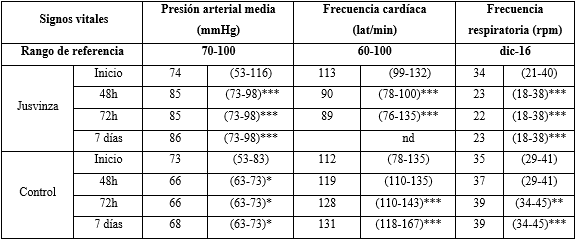 Signos vitales Presión arterial media (mmHg) Frecuencia cardíaca (lat/min) Frecuencia respiratoria (rpm)
Rango de referencia 70-100 60-100 dic-16
Jusvinza
Inicio 74 (53-116) 113 (99-132) 34 (21-40)
48h 85 (73-98)*** 90 (78-100)*** 23 (18-38)***
72h 85 (73-98)*** 89 (76-135)*** 22 (18-38)***
7 días 86 (73-98)*** nd 23 (18-38)***
Control
Inicio 73 (53-83) 112 (78-135) 35 (29-41)
48h 66 (63-73)* 119 (110-135) 37 (29-41)
72h 66 (63-73)* 128 (110-143)*** 39 (34-45)**
7 días 68 (63-73)* 131 (118-167)*** 39 (34-45)***